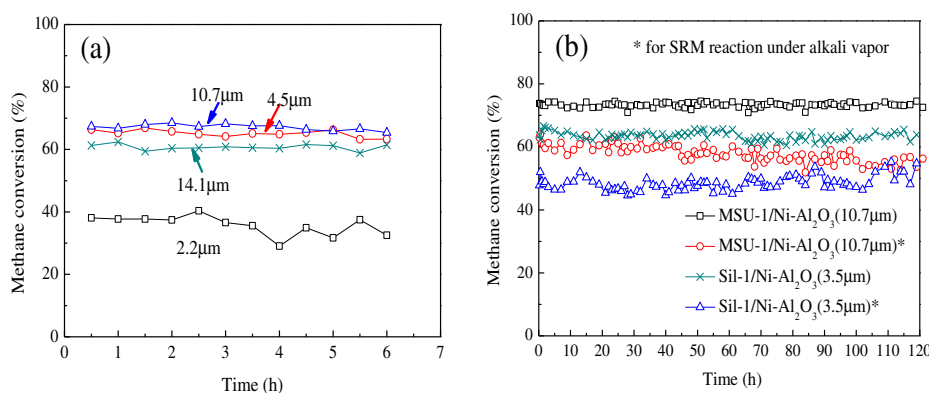 (a)
Methane conversion (%)
100
80
60
40
20
0
10.7μm
4.5μm
14.1μm
2.2μm
0 1 2 3 4 5 6 7
Time (h)
(b)
* for SRM reaction under alkali vapor
Methane conversion (%)
100
80
60
40
20
0
MSU-1/Ni-Al₂O₃(10.7μm)
MSU-1/Ni-Al₂O₃(10.7μm)*
Sil-1/Ni-Al₂O₃(3.5μm)
Sil-1/Ni-Al₂O₃(3.5μm)*
0 10 20 30 40 50 60 70 80 90 100 110 120
Time (h)